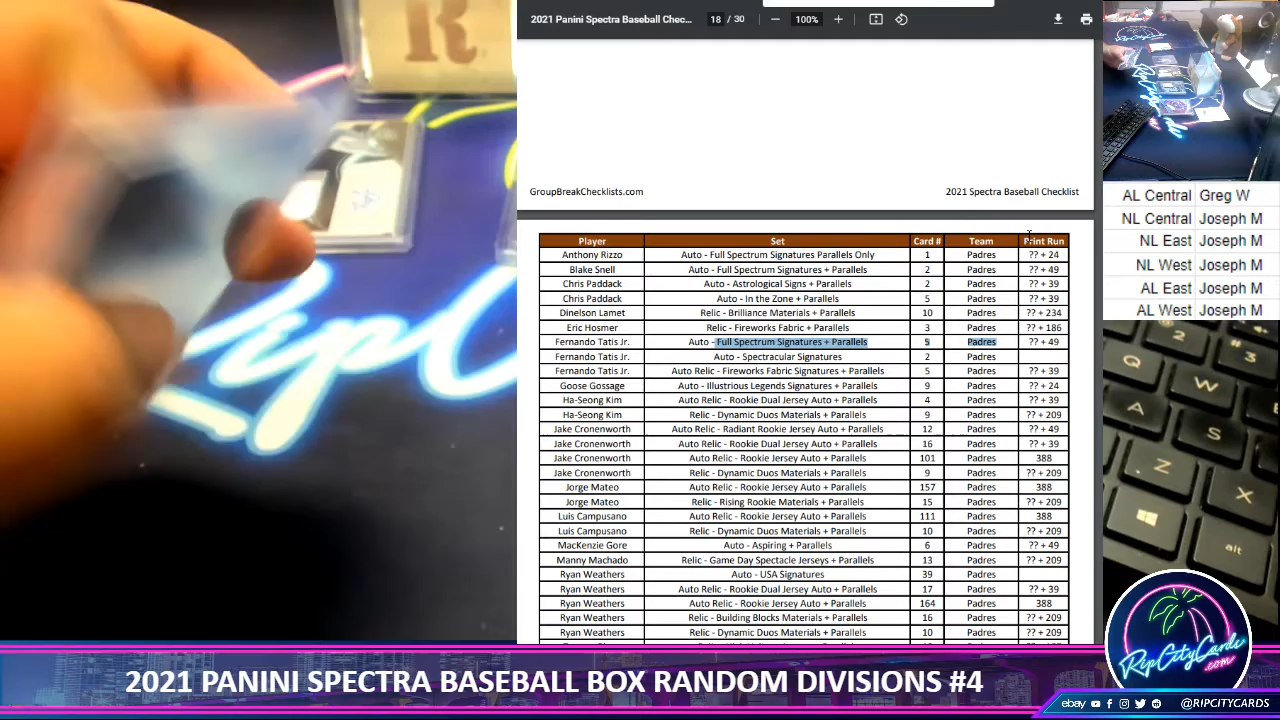 2021 Panini Spectra Baseball Chec...
18 / 30
100%
GroupBreakChecklists.com
2021 Spectra Baseball Checklist
Player Set Card # Team Print Run
Anthony Rizzo Auto - Full Spectrum Signatures Parallels Only 1 Padres ?? + 24
Blake Snell Auto - Full Spectrum Signatures + Parallels 2 Padres ?? + 49
Chris Paddack Auto - Astrological Signs + Parallels 2 Padres ?? + 39
Chris Paddack Auto - In the Zone + Parallels 5 Padres ?? + 39
Dinelson Lamet Relic - Brilliance Materials + Parallels 10 Padres ?? + 234
Eric Hosmer Relic - Fireworks Fabric + Parallels 3 Padres ?? + 186
Fernando Tatis Jr. Auto - Full Spectrum Signatures + Parallels 5 Padres ?? + 49
Fernando Tatis Jr. Auto - Spectracular Signatures 2 Padres
Fernando Tatis Jr. Auto Relic - Fireworks Fabric Signatures + Parallels 5 Padres ?? + 39
Goose Gossage Auto - Illustrious Legends Signatures + Parallels 9 Padres ?? + 24
Ha-Seong Kim Auto Relic - Rookie Dual Jersey Auto + Parallels 4 Padres ?? + 39
Ha-Seong Kim Relic - Dynamic Duos Materials + Parallels 9 Padres ?? + 209
Jake Cronenworth Auto Relic - Radiant Rookie Jersey Auto + Parallels 12 Padres ?? + 49
Jake Cronenworth Auto Relic - Rookie Dual Jersey Auto + Parallels 16 Padres ?? + 39
Jake Cronenworth Auto Relic - Rookie Jersey Auto + Parallels 101 Padres 388
Jake Cronenworth Relic - Dynamic Duos Materials + Parallels 9 Padres ?? + 209
Jorge Mateo Auto Relic - Rookie Jersey Auto + Parallels 157 Padres 388
Jorge Mateo Relic - Rising Rookie Materials + Parallels 15 Padres ?? + 209
Luis Campusano Auto Relic - Rookie Jersey Auto + Parallels 111 Padres 388
Luis Campusano Relic - Dynamic Duos Materials + Parallels 10 Padres ?? + 209
MacKenzie Gore Auto - Aspiring + Parallels 6 Padres ?? + 49
Manny Machado Relic - Game Day Spectacle Jerseys + Parallels 13 Padres ?? + 209
Ryan Weathers Auto - USA Signatures 39 Padres
Ryan Weathers Auto Relic - Rookie Dual Jersey Auto + Parallels 17 Padres ?? + 39
Ryan Weathers Auto Relic - Rookie Jersey Auto + Parallels 164 Padres 388
Ryan Weathers Relic - Building Blocks Materials + Parallels 16 Padres ?? + 209
Ryan Weathers Relic - Dynamic Duos Materials + Parallels 10 Padres ?? + 209
AL Central Greg W
NL Central Joseph M
NL East Joseph M
NL West Joseph M
AL East Joseph M
AL West Joseph M
R
2
3
Q
W
A
S
Z
X
alt
RipCityCards
.com
2021 PANINI SPECTRA BASEBALL BOX RANDOM DIVISIONS #4
ebay @RIPCITYCARDS